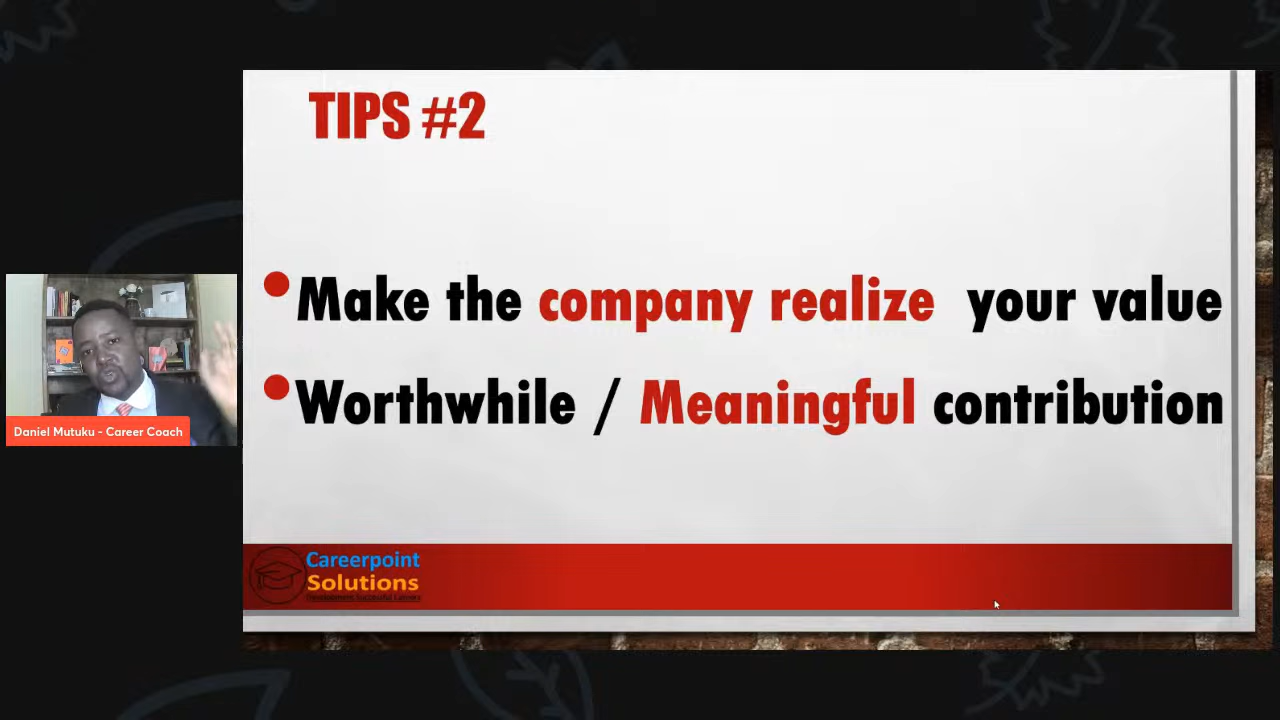 TIPS #2
Make the company realize your value
Worthwhile / Meaningful contribution
Daniel Mutuku - Career Coach
Careerpoint
Solutions